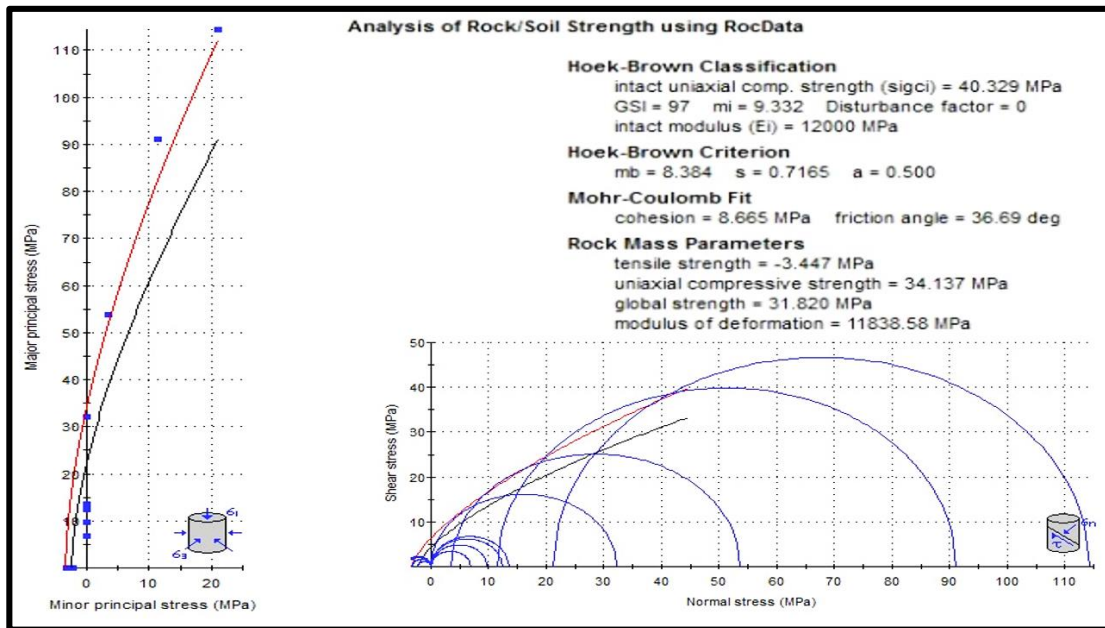 Analysis of Rock/Soil Strength using RocData
Hoek-Brown Classification
intact uniaxial comp. strength (sigci) = 40.329 MPa
GSI = 97 mi = 9.332 Disturbance factor = 0
intact modulus (Ei) = 12000 MPa
Hoek-Brown Criterion
mb = 8.384 s = 0.7165 a = 0.500
Mohr-Coulomb Fit
cohesion = 8.665 MPa friction angle = 36.69 deg
Rock Mass Parameters
tensile strength = -3.447 MPa
uniaxial compressive strength = 34.137 MPa
global strength = 31.820 MPa
modulus of deformation = 11838.58 MPa
Major principal stress (MPa)
110
100
90
80
70
60
50
40
30
20
10
0 10 20
Minor principal stress (MPa)
σ1
σ3
Shear stress (MPa)
50
40
30
20
10
0 10 20 30 40 50 60 70 80 90 100 110
Normal stress (MPa)
σn
τ